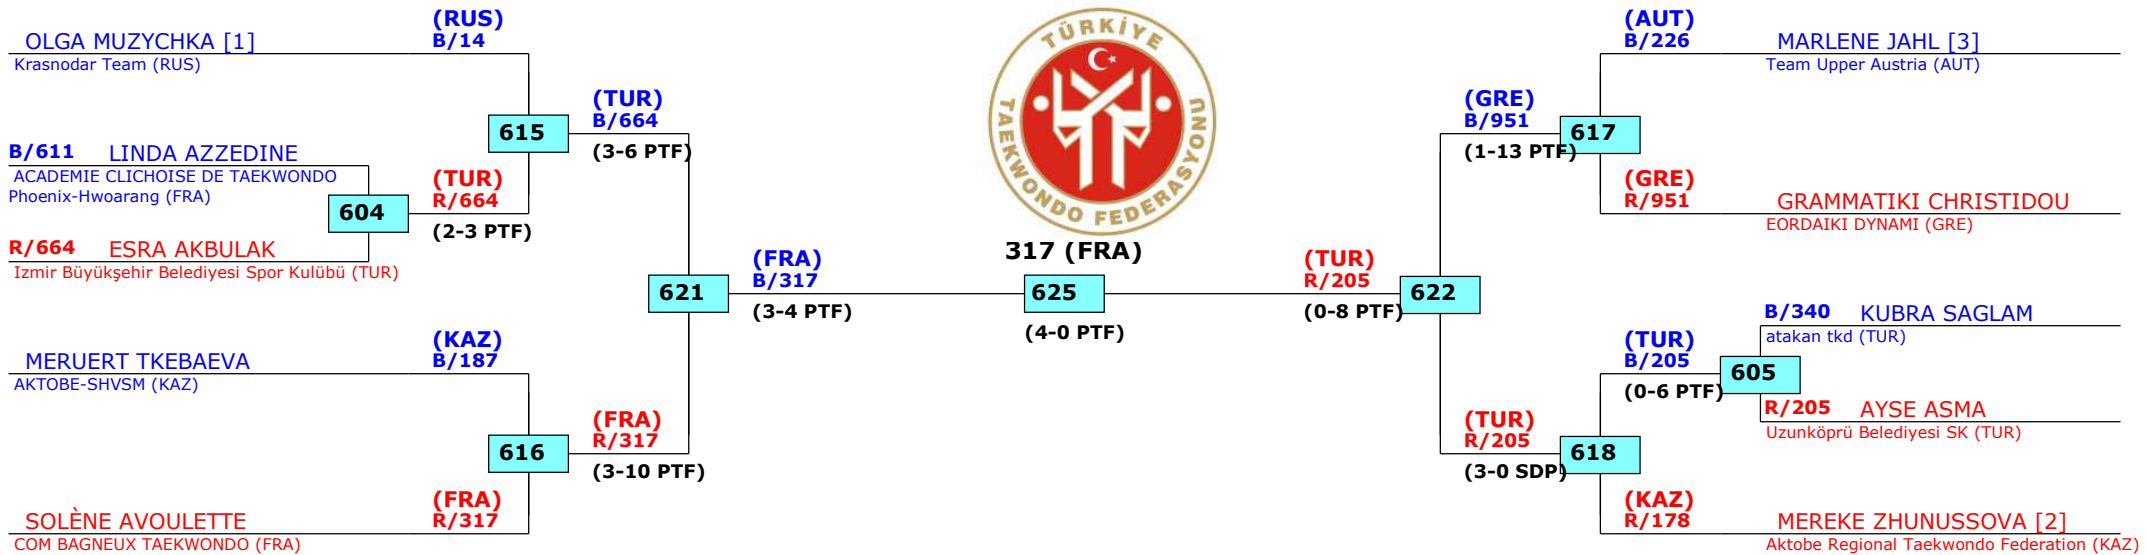 (RUS)
OLGA MUZYCHKA [1]
B/14
Krasnodar Team (RUS)
(TUR)
B/664
615
(3-6 PTF)
B/611 LINDA AZZEDINE
ACADEMIE CLICHOISE DE TAEKWONDO
Phoenix-Hwoarang (FRA)
(TUR)
R/664
604
(2-3 PTF)
R/664 ESRA AKBULAK
Izmir Büyükşehir Belediyesi Spor Kulübü (TUR)
(FRA)
B/317
621
(3-4 PTF)
(KAZ)
MERUERT TKEBAEVA
B/187
AKTOBE-SHVSM (KAZ)
(FRA)
R/317
616
(3-10 PTF)
(FRA)
SOLÈNE AVOULETTE
R/317
COM BAGNEUX TAEKWONDO (FRA)
TÜRKİYE
TAEKWONDO FEDERASYONU
317 (FRA)
625
(4-0 PTF)
(AUT)
B/226
MARLENE JAHL [3]
Team Upper Austria (AUT)
(GRE)
B/951
617
(1-13 PTF)
(GRE)
R/951
GRAMMATIKI CHRISTIDOU
EORDAIKI DYNAMI (GRE)
(TUR)
R/205
622
(0-8 PTF)
B/340 KUBRA SAGLAM
atakan tkd (TUR)
(TUR)
B/205
605
(0-6 PTF)
R/205 AYSE ASMA
Uzunköprü Belediyesi SK (TUR)
(TUR)
R/205
618
(3-0 SDP)
(KAZ)
R/178
MEREKE ZHUNUSSOVA [2]
Aktobe Regional Taekwondo Federation (KAZ)